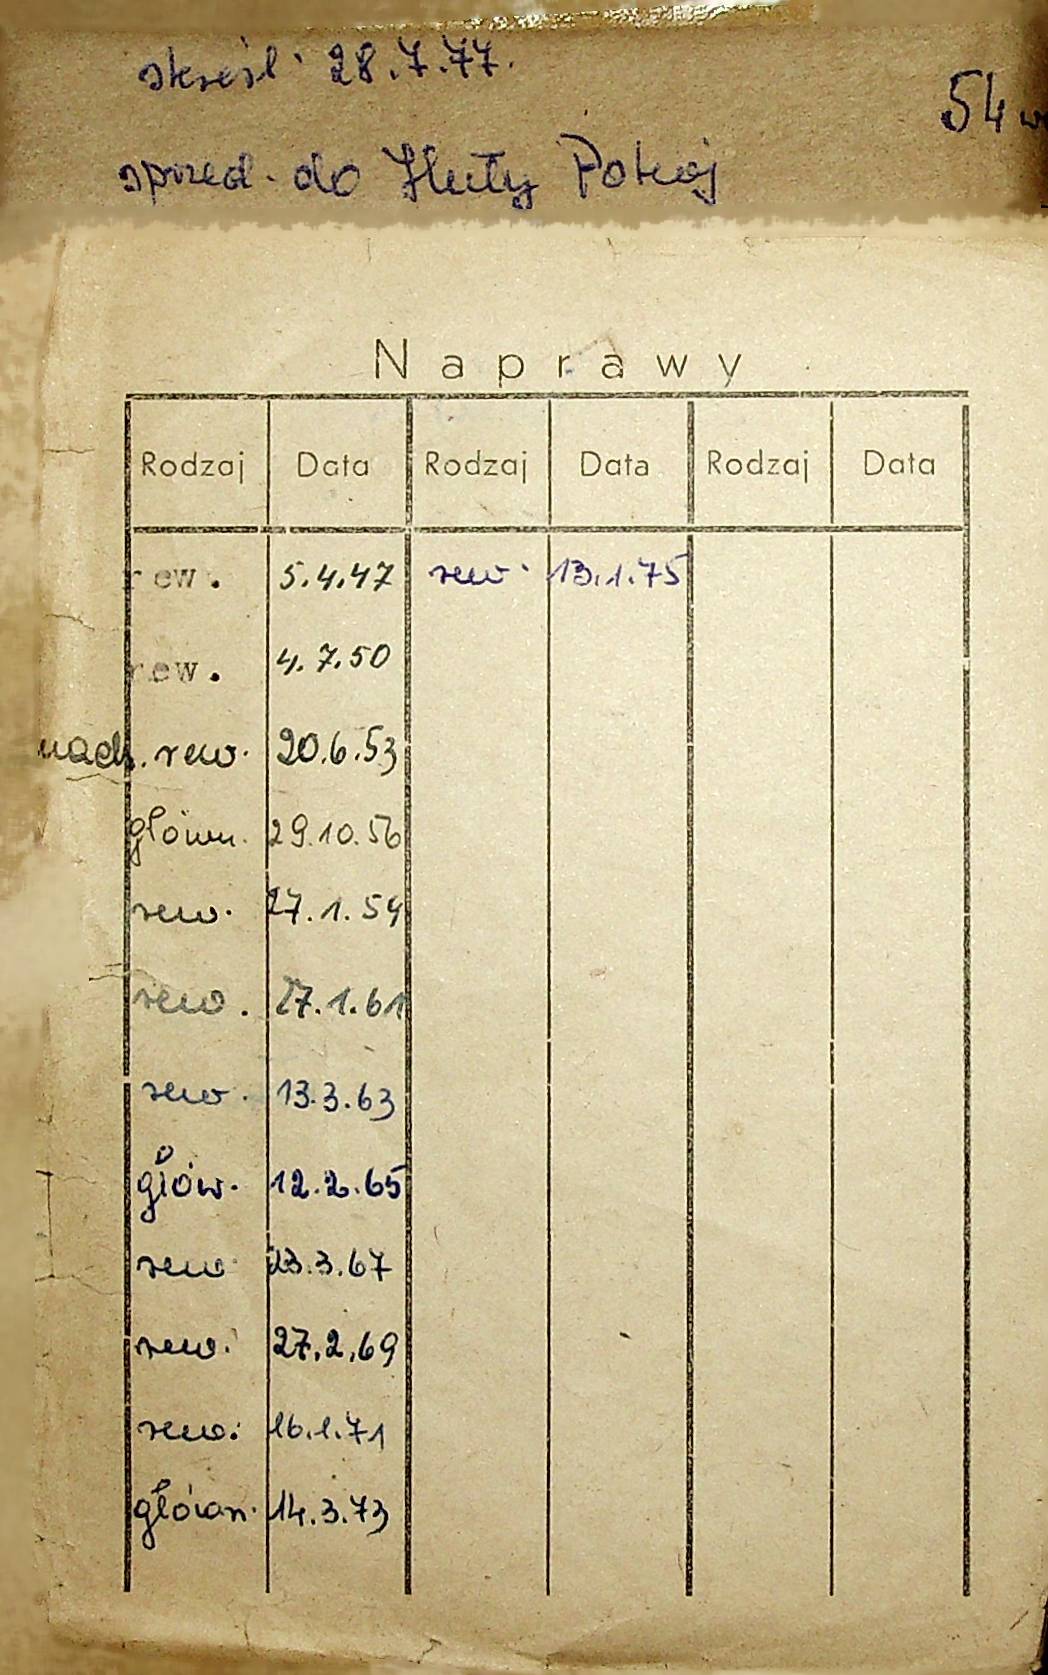 skreśl. 28.7.77.
54
sprzed. do Huty Pokój
Naprawy
Rodzaj Data Rodzaj Data Rodzaj Data
rew. 5.4.47 rew. 13.1.75
rew. 4.7.50
nadz. rew. 20.6.53
główn. 29.10.56
rew. 27.1.59
rew. 27.1.61
rew. 13.3.63
głów. 12.2.65
rew. 23.3.67
rew. 27.2.69
rew. 16.1.71
główn. 14.3.73